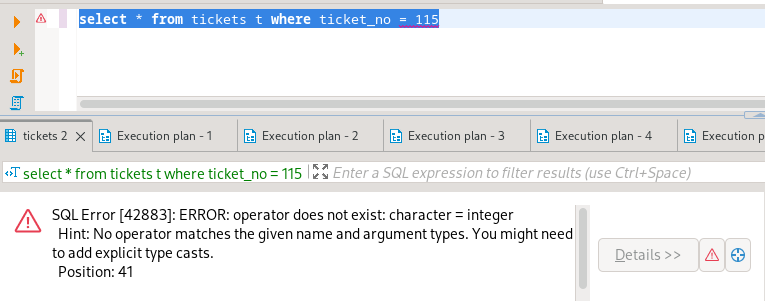 select * from tickets t where ticket_no = 115
tickets 2
Execution plan - 1
Execution plan - 2
Execution plan - 3
Execution plan - 4
Execution p
select * from tickets t where ticket_no = 115
Enter a SQL expression to filter results (use Ctrl+Space)
SQL Error [42883]: ERROR: operator does not exist: character = integer
Hint: No operator matches the given name and argument types. You might need
to add explicit type casts.
Position: 41
Details >>